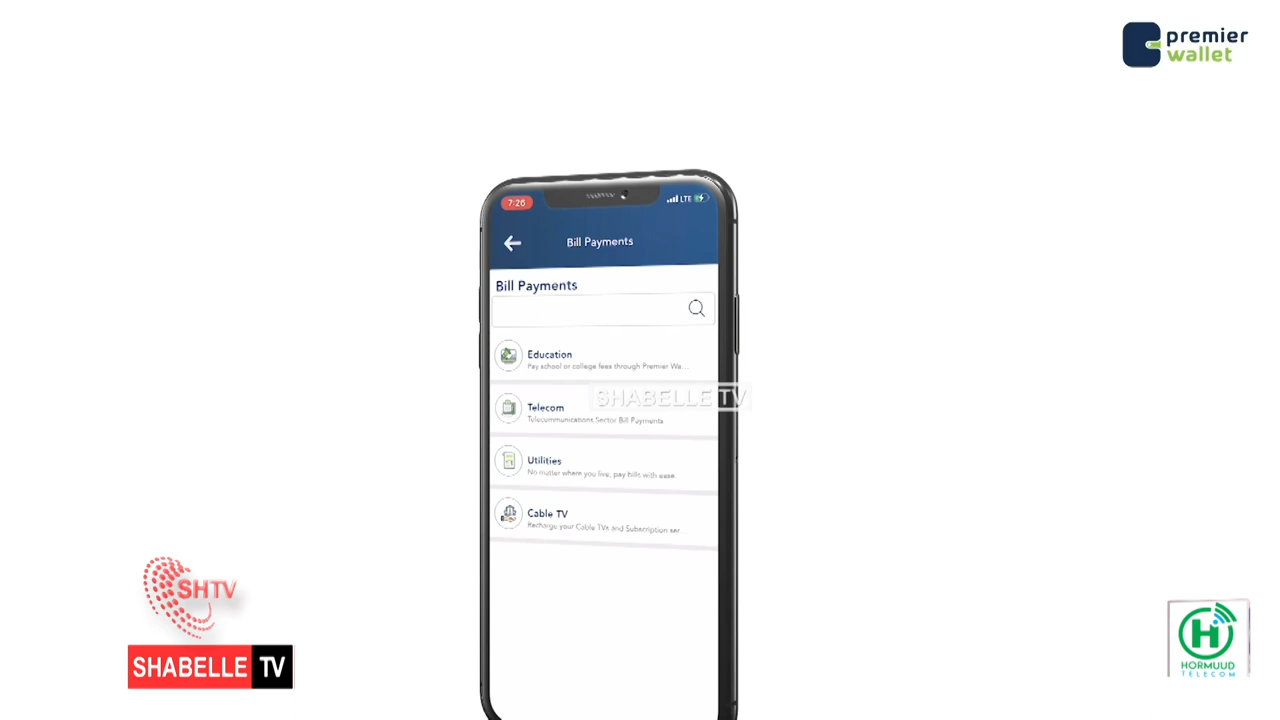 premier
wallet
7:26
LTE
Bill Payments
Bill Payments
Education
Pay school or college fees through Premier Wa...
SHABELLE TV
Telecom
Telecommunications Sector Bill Payments
Utilities
No matter where you live, pay bills with ease.
Cable TV
Recharge your Cable TVs and Subscription ser...
SHTV
SHABELLE TV
H
HORMUUD
TELECOM